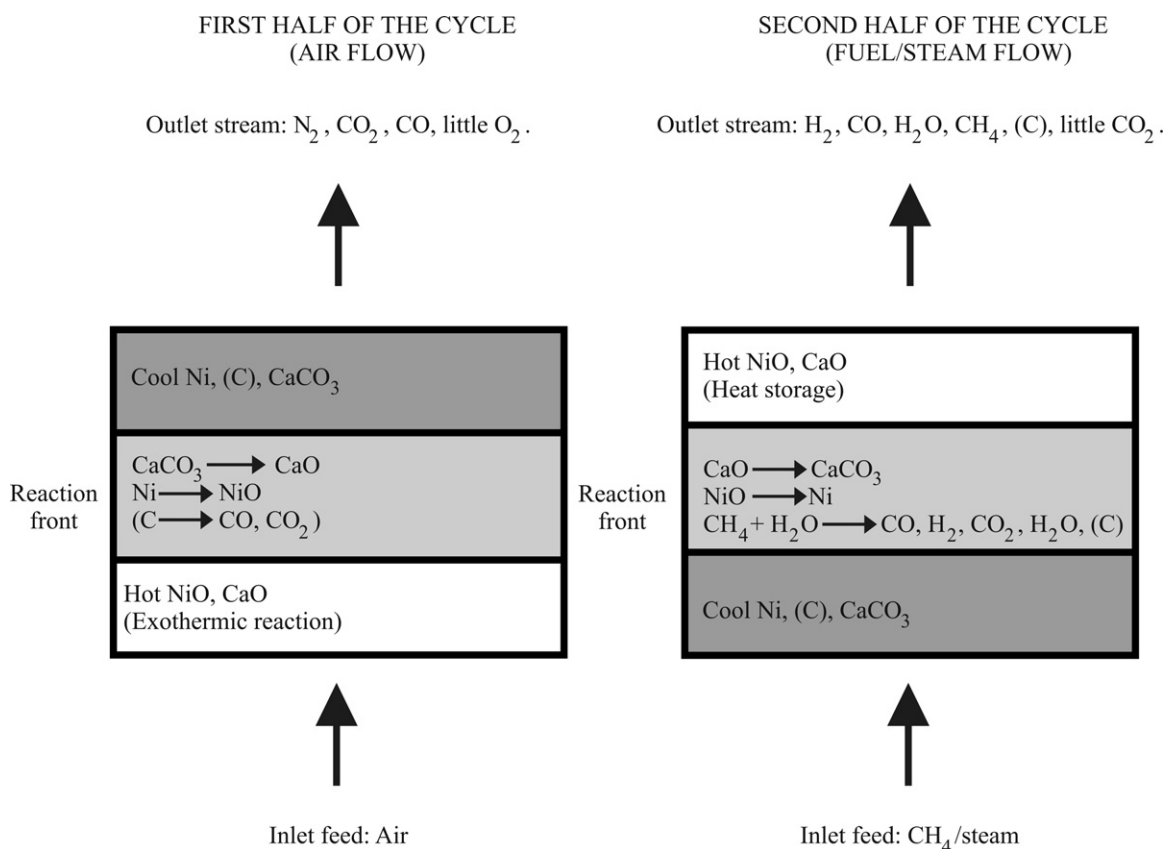 FIRST HALF OF THE CYCLE
(AIR FLOW)
Outlet stream: N₂, CO₂, CO, little O₂.
Cool Ni, (C), CaCO₃
Reaction
front
CaCO₃ ⟶ CaO
Ni ⟶ NiO
(C ⟶ CO, CO₂)
Hot NiO, CaO
(Exothermic reaction)
Inlet feed: Air
SECOND HALF OF THE CYCLE
(FUEL/STEAM FLOW)
Outlet stream: H₂, CO, H₂O, CH₄, (C), little CO₂.
Hot NiO, CaO
(Heat storage)
Reaction
front
CaO ⟶ CaCO₃
NiO ⟶ Ni
CH₄ + H₂O ⟶ CO, H₂, CO₂, H₂O, (C)
Cool Ni, (C), CaCO₃
Inlet feed: CH₄/steam